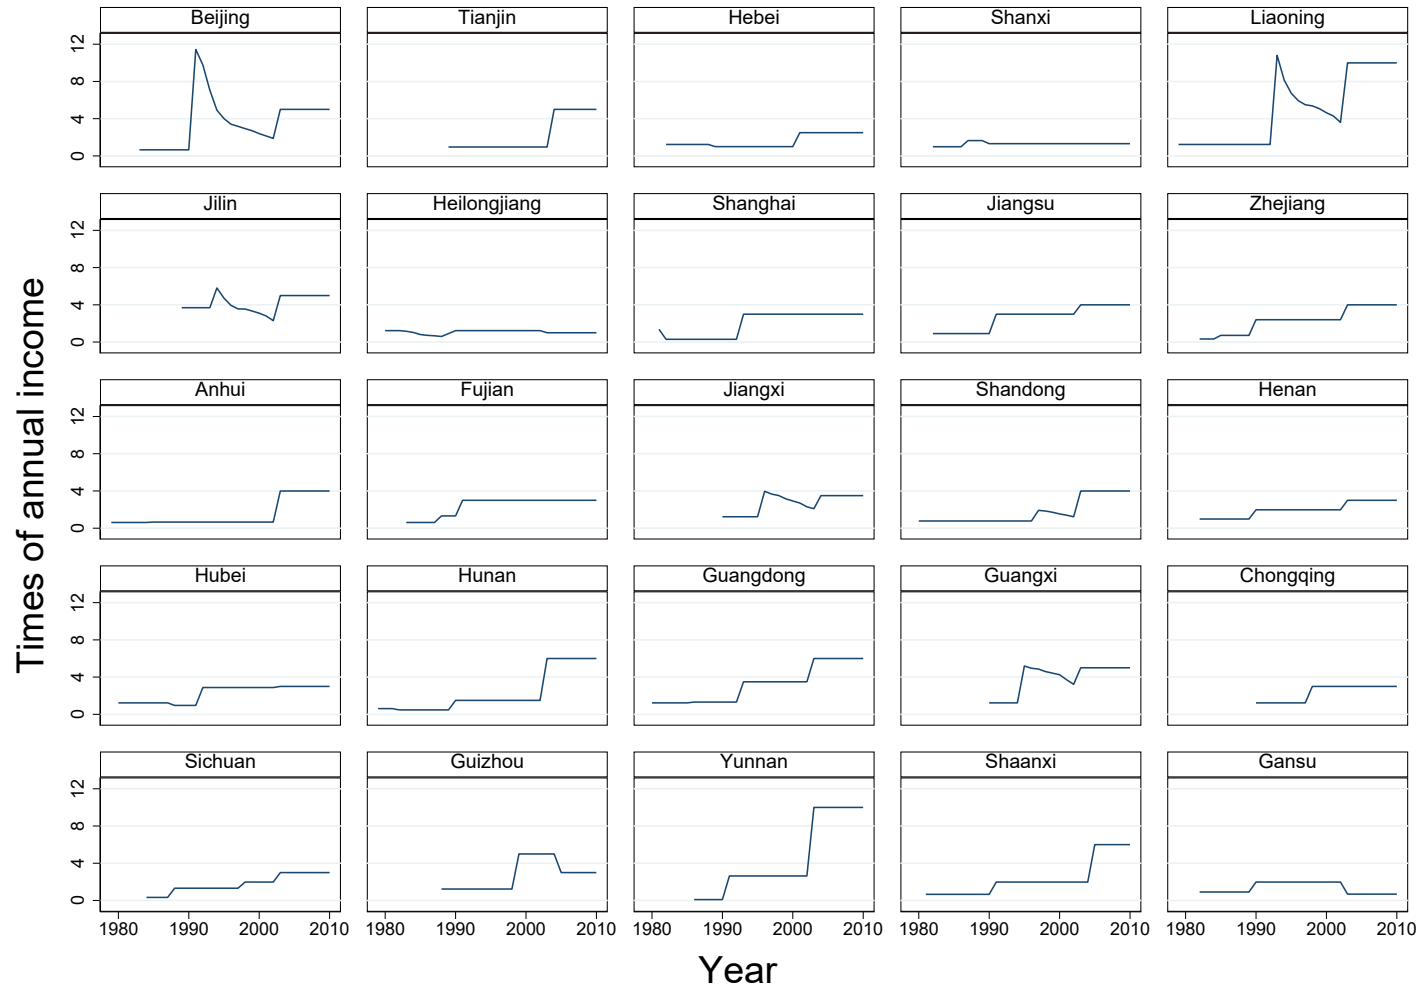 Beijing Tianjin Hebei Shanxi Liaoning
12
8
4
0
Jilin Heilongjiang Shanghai Jiangsu Zhejiang
12
8
4
0
Anhui Fujian Jiangxi Shandong Henan
12
8
4
0
Hubei Hunan Guangdong Guangxi Chongqing
12
8
4
0
Sichuan Guizhou Yunnan Shaanxi Gansu
12
8
4
0
1980 1990 2000 2010 1980 1990 2000 2010 1980 1990 2000 2010 1980 1990 2000 2010 1980 1990 2000 2010
Times of annual income
Year